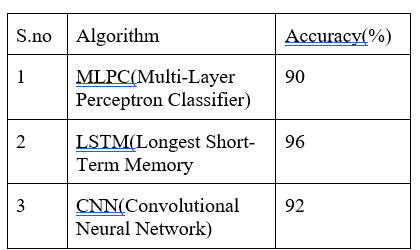 S.no Algorithm Accuracy(%)
1 MLPC(Multi-Layer 90
Perceptron Classifier)
2 LSTM(Longest Short- 96
Term Memory
3 CNN(Convolutional 92
Neural Network)